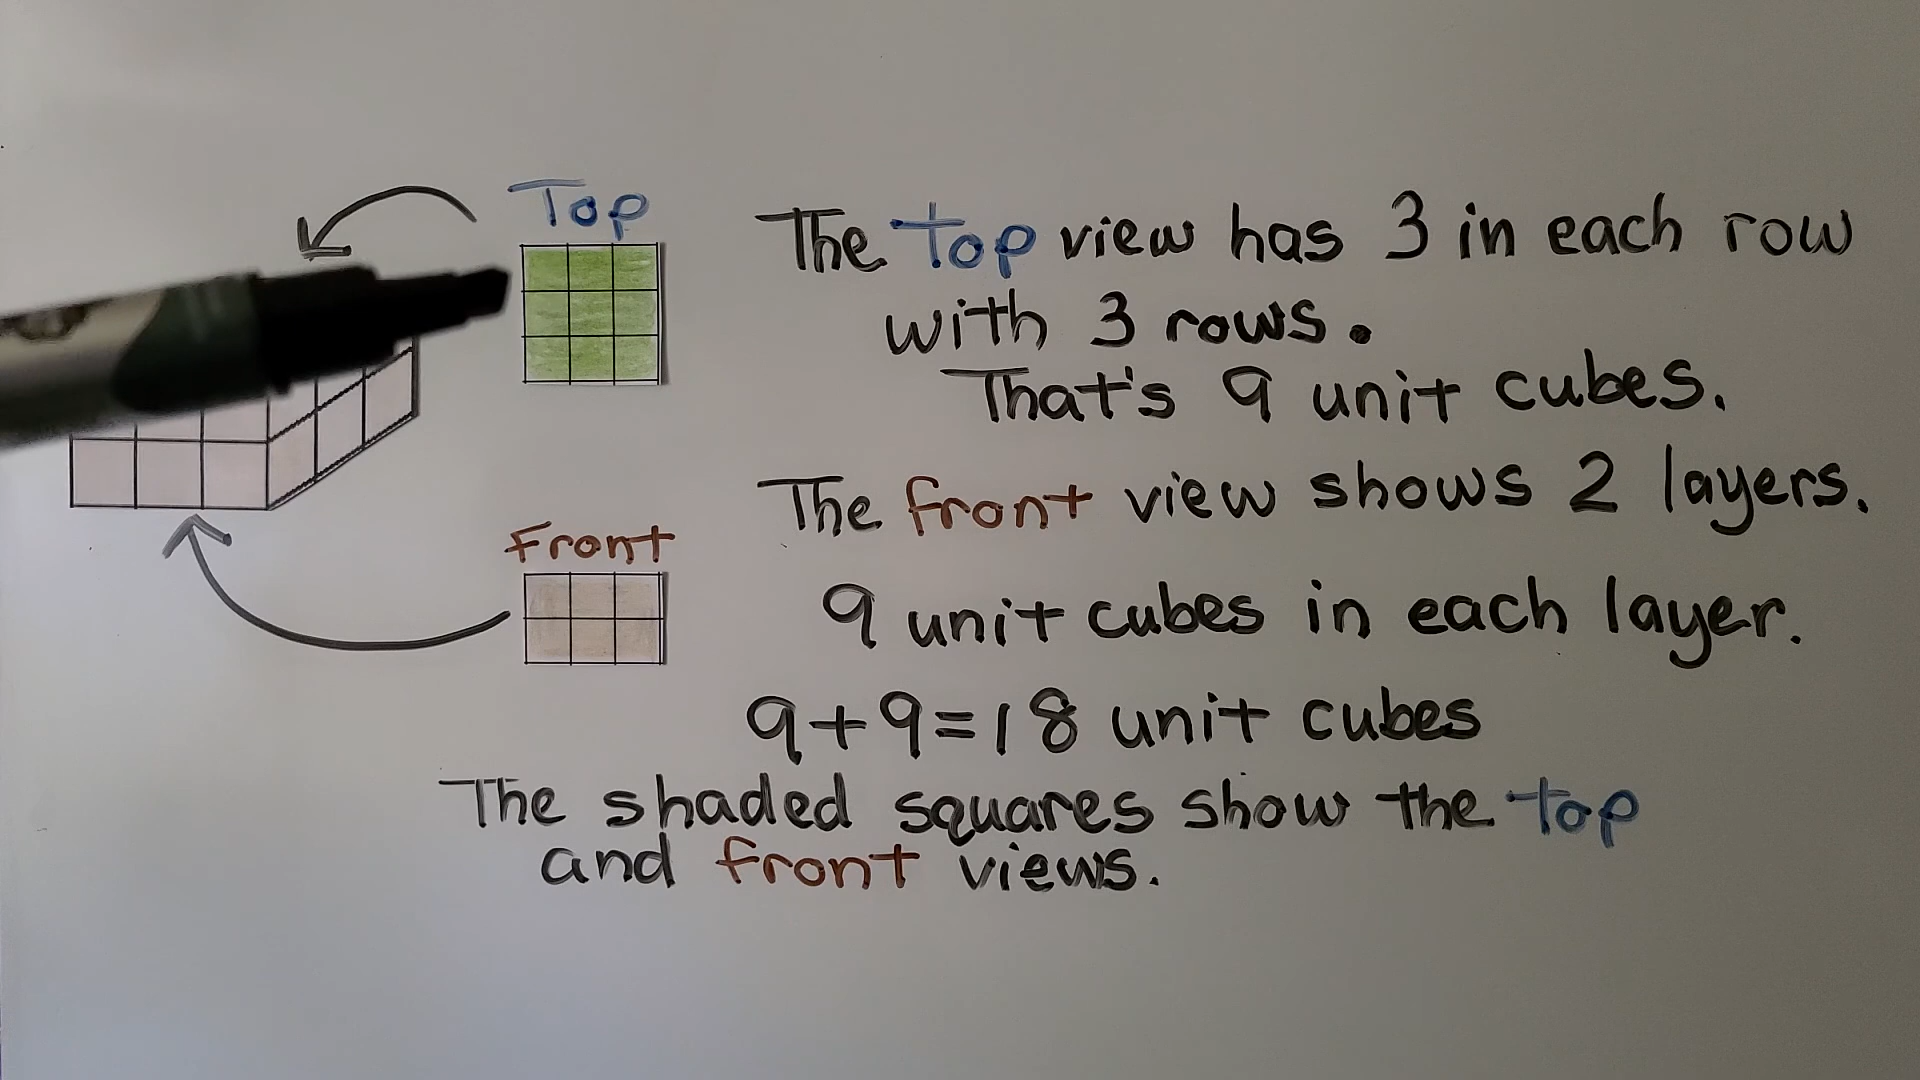 Top
The top view has 3 in each row
with 3 rows.
That's 9 unit cubes.
The front view shows 2 layers.
Front
9 unit cubes in each layer.
9+9=18 unit cubes
The shaded squares show the top
and front views.